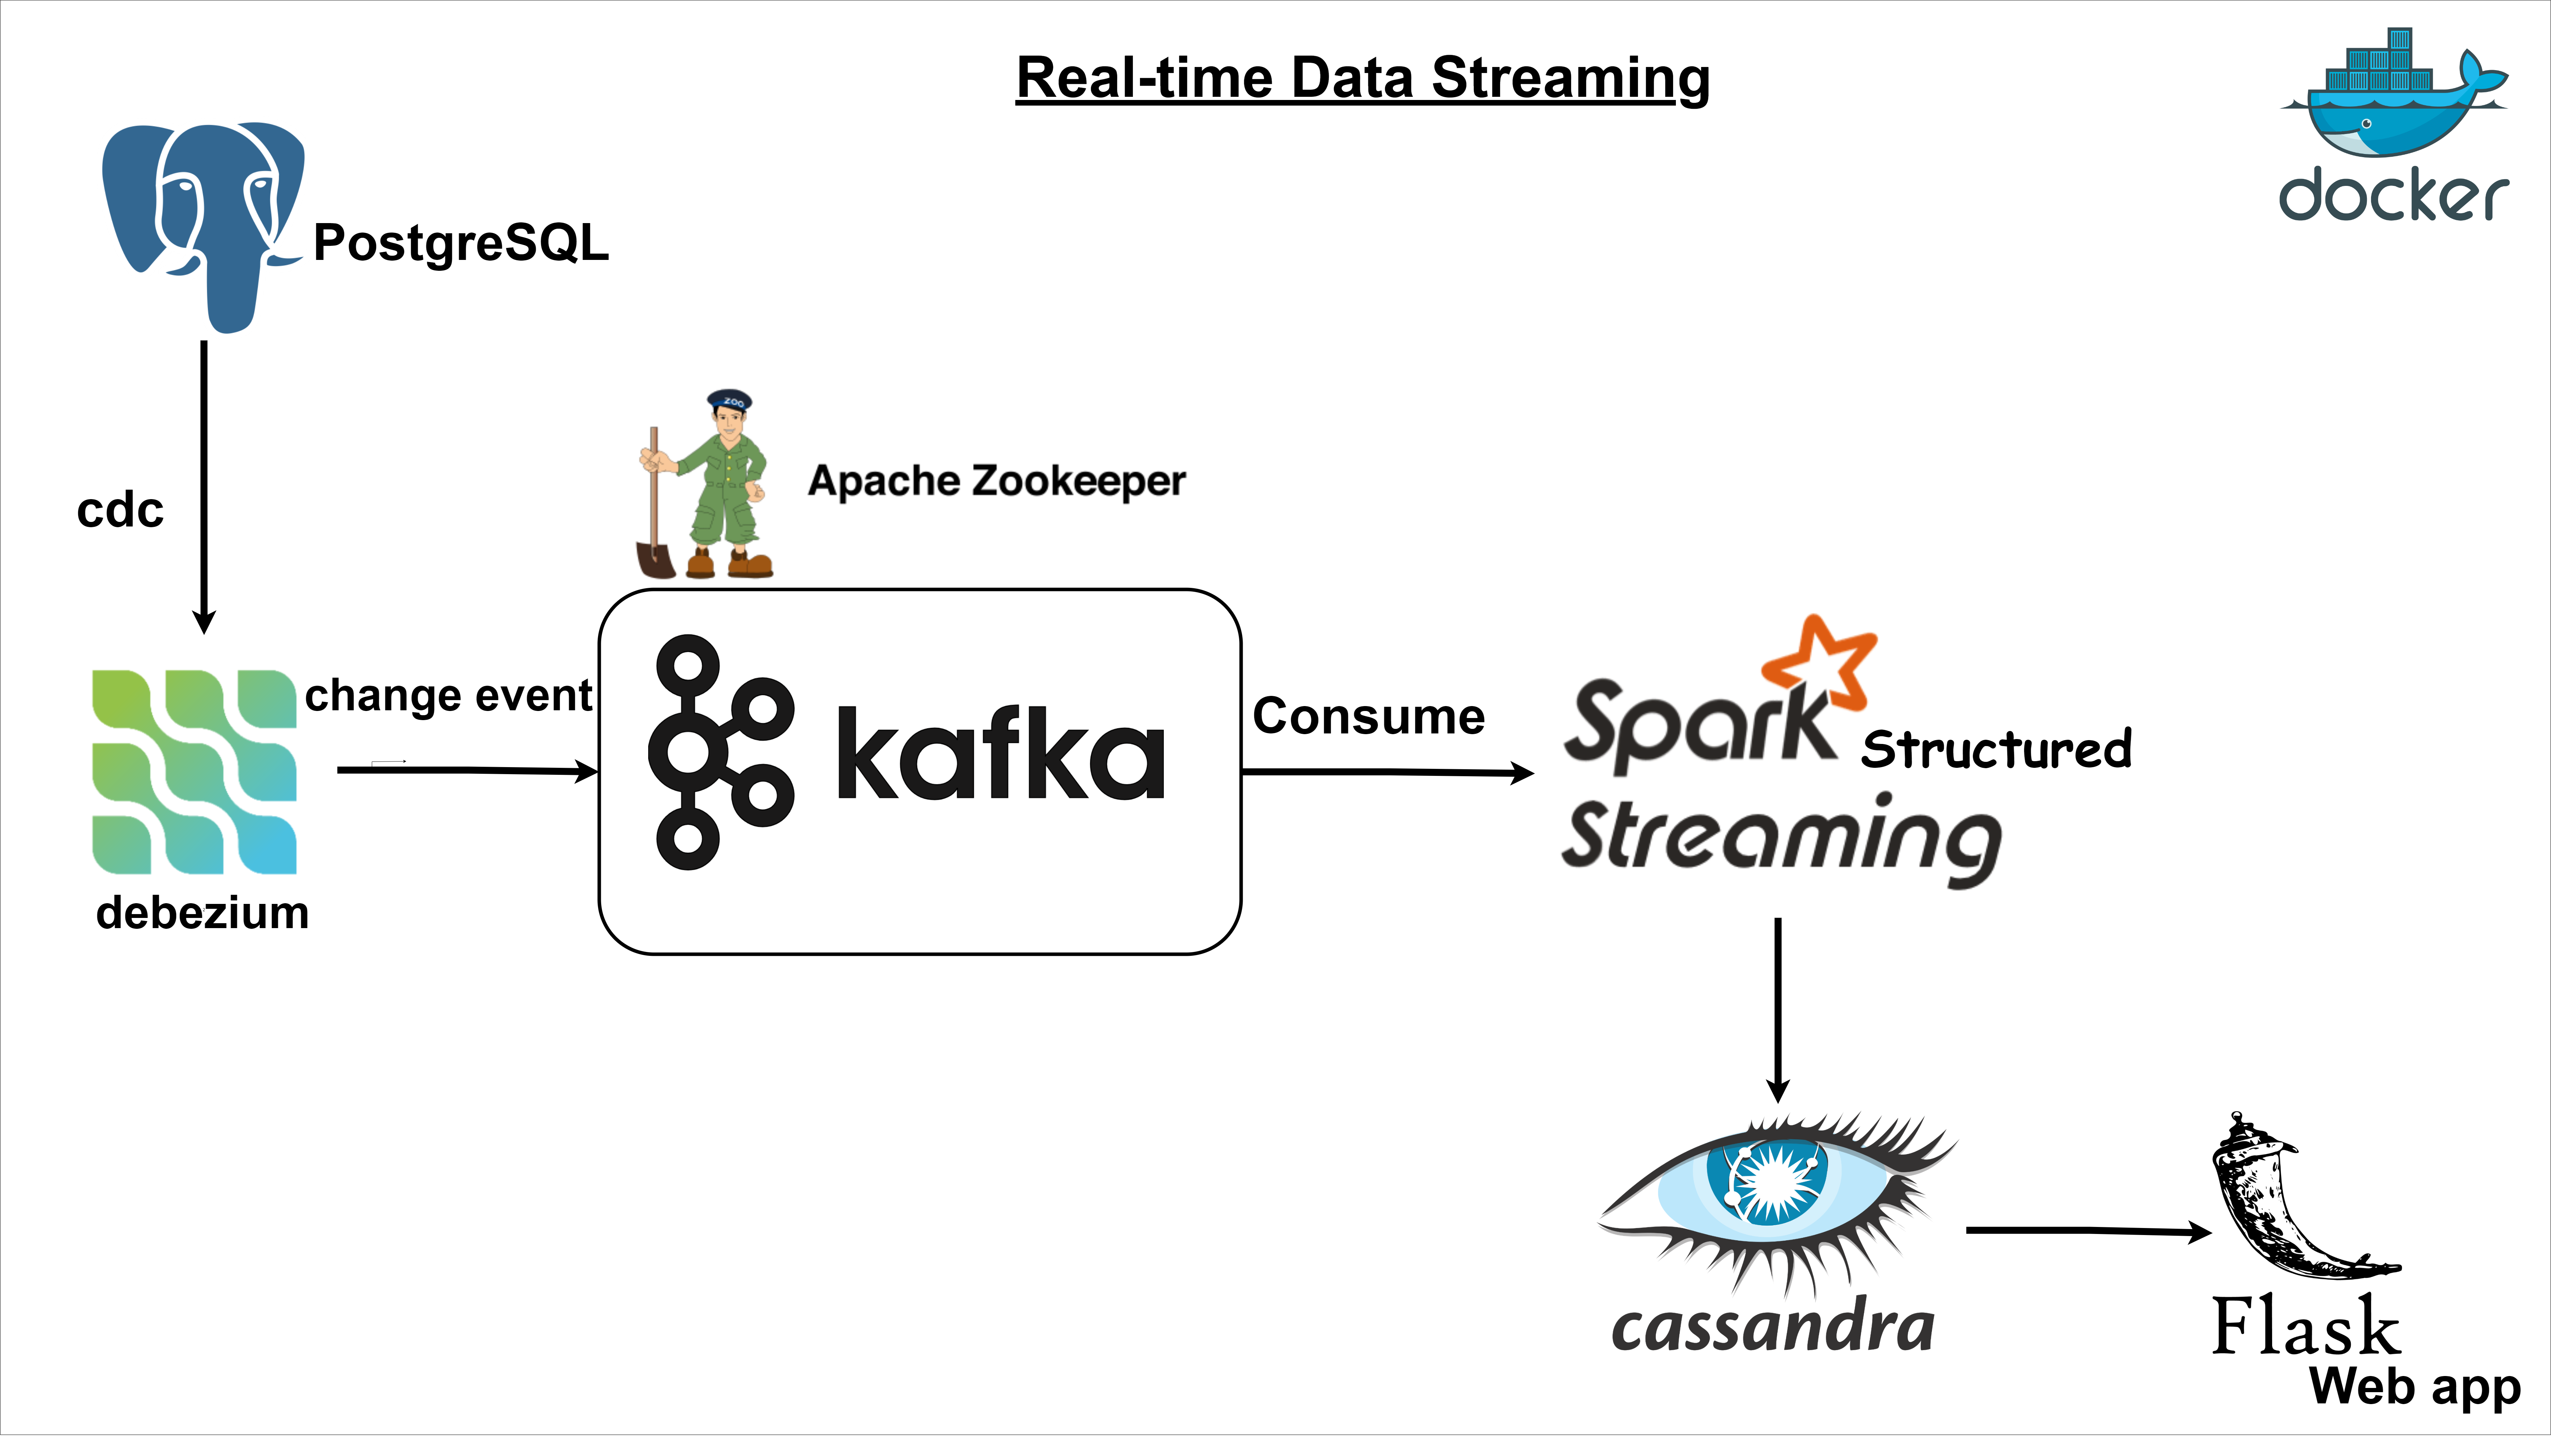 Real-time Data Streaming
docker
PostgreSQL
ZOO
Apache Zookeeper
cdc
change event
kafka
Consume
Spark Structured
Streaming
debezium
cassandra
Flask
Web app